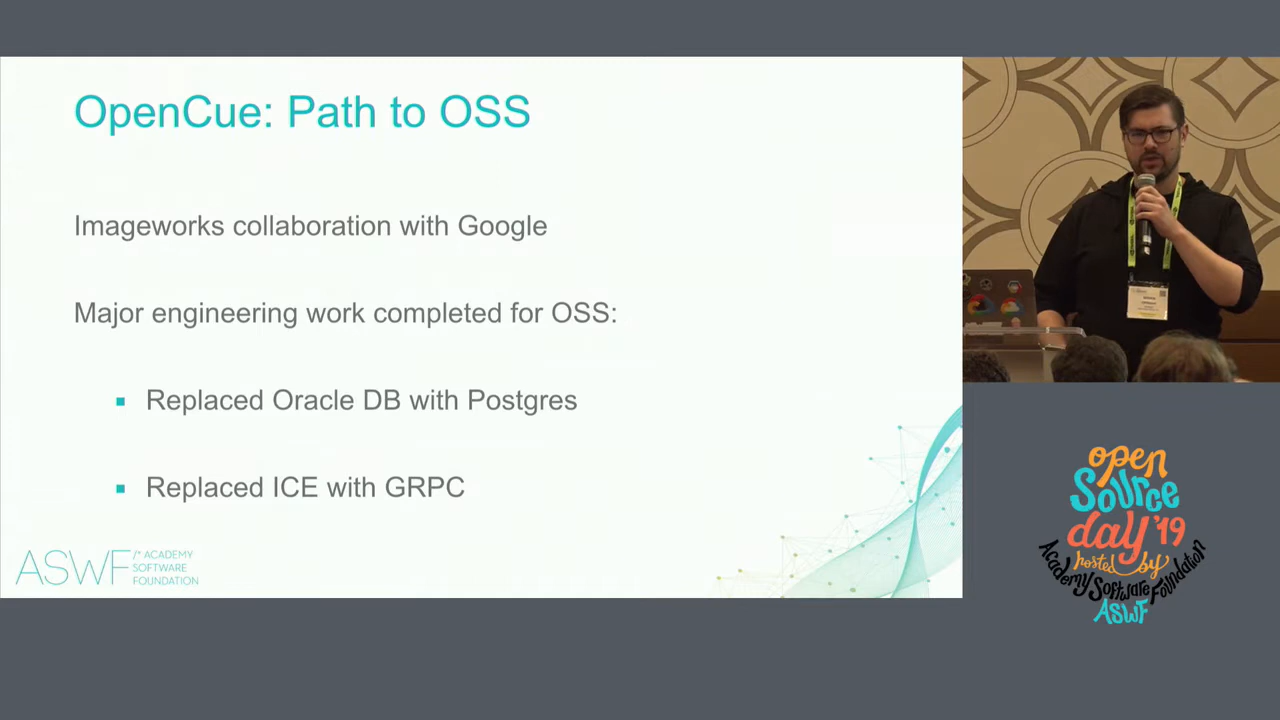 OpenCue: Path to OSS
Imageworks collaboration with Google
Major engineering work completed for OSS:
▪ Replaced Oracle DB with Postgres
▪ Replaced ICE with GRPC
ASWF /* ACADEMY
SOFTWARE
FOUNDATION
open
Source
day '19
hosted by
Academy Software Foundation
ASWF